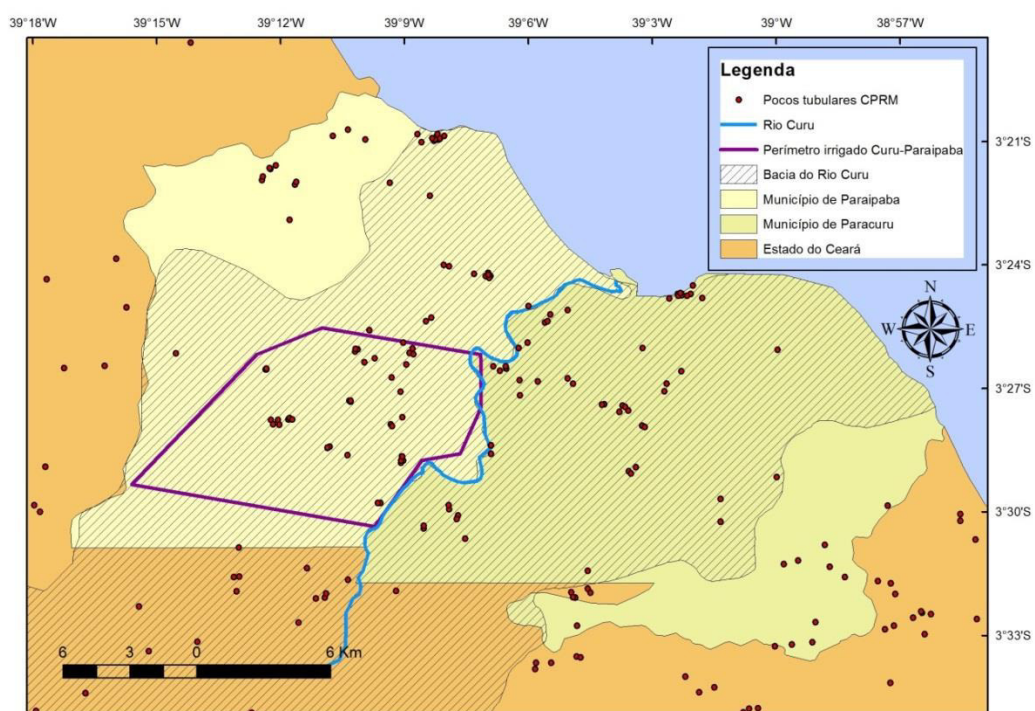 39°18'W 39°15'W 39°12'W 39°9'W 39°6'W 39°3'W 39°0'W 38°57'W
Legenda
Pocos tubulares CPRM
Rio Curu
Perímetro irrigado Curu-Paraipaba
Bacia do Rio Curu
Município de Paraipaba
Município de Paracuru
Estado do Ceará
3°21'S
3°24'S
N
W E
S
3°27'S
3°30'S
3°33'S
6 3 0 6 Km